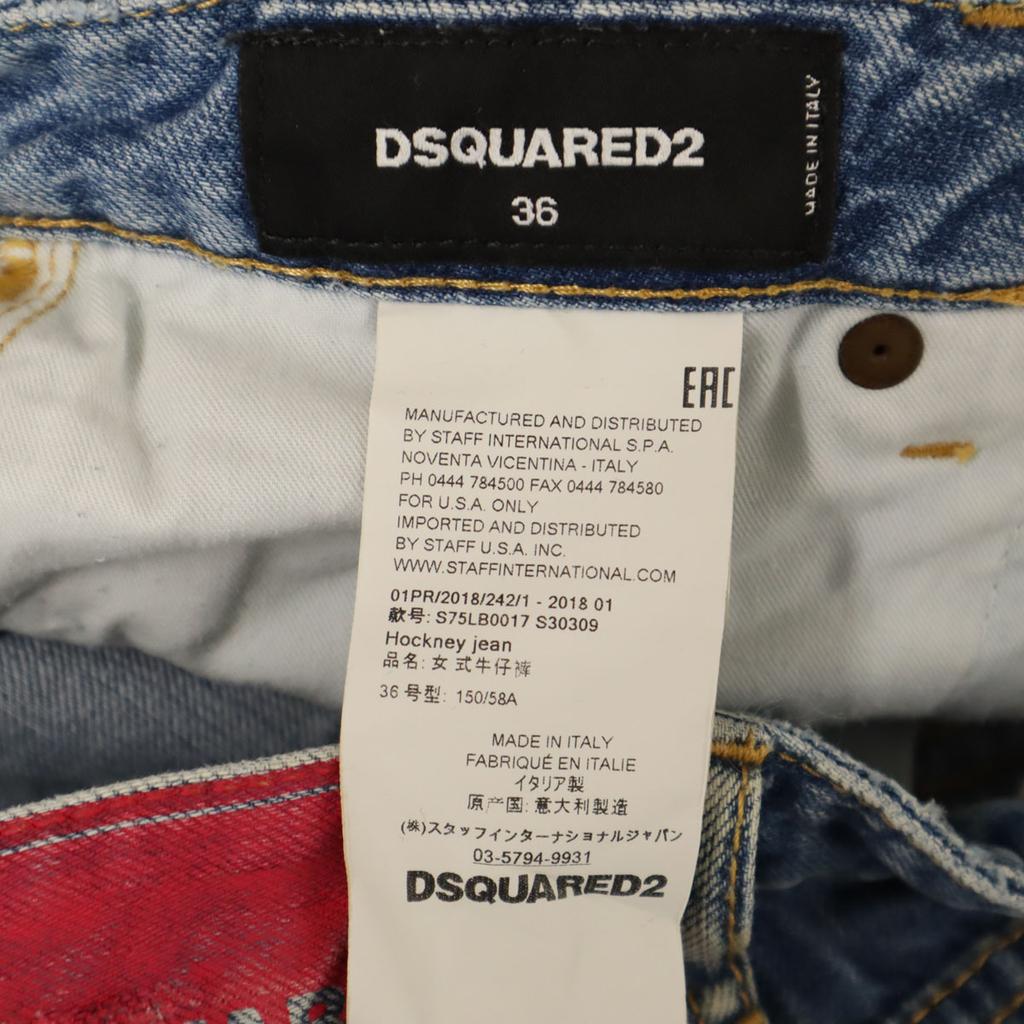 DSQUARED2
36
MADE IN ITALY
EAC
MANUFACTURED AND DISTRIBUTED
BY STAFF INTERNATIONAL S.P.A.
NOVENTA VICENTINA - ITALY
PH 0444 784500 FAX 0444 784580
FOR U.S.A. ONLY
IMPORTED AND DISTRIBUTED
BY STAFF U.S.A. INC.
WWW.STAFFINTERNATIONAL.COM
01PR/2018/242/1 - 2018 01
款号: S75LB0017 S30309
Hockney jean
品名: 女式牛仔裤
36 号型: 150/58A
MADE IN ITALY
FABRIQUÉ EN ITALIE
イタリア製
原产国: 意大利製造
(株)スタッフインターナショナルジャパン
03-5794-9931
DSQUARED2